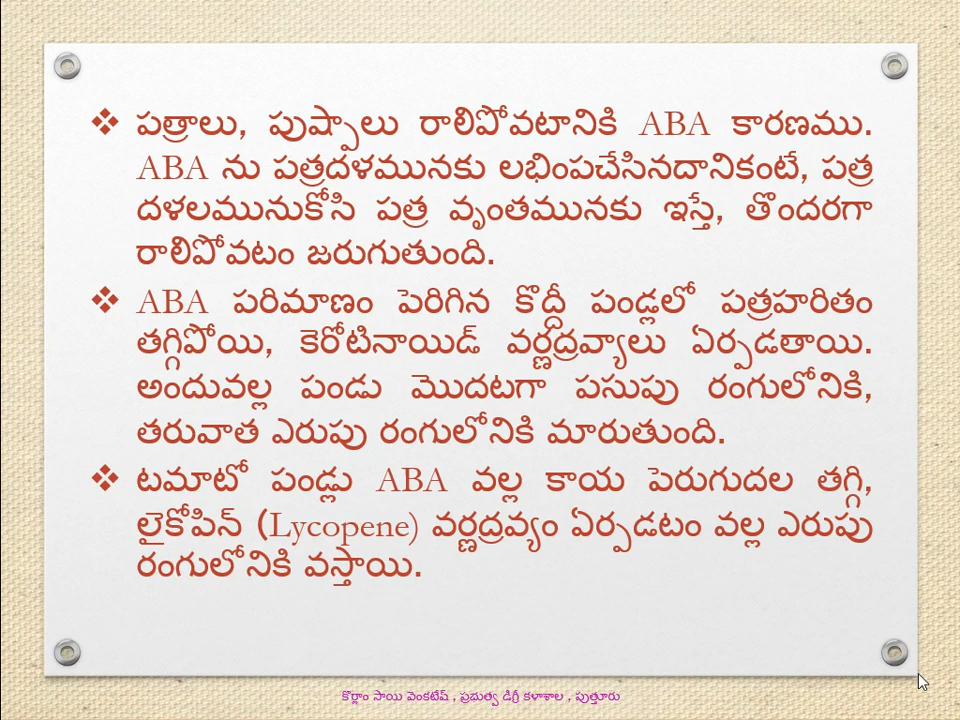 ❖ పత్రాలు, పుష్పాలు రాలిపోవటానికి ABA కారణము.
ABA ను పత్రదళమునకు లభింపచేసినదానికంటే, పత్ర
దళలమునుకోసి పత్ర వృంతమునకు ఇస్తే, తొందరగా
రాలిపోవటం జరుగుతుంది.
❖ ABA పరిమాణం పెరిగిన కొద్దీ పండ్లలో పత్రహరితం
తగ్గిపోయి, కెరోటినాయిడ్ వర్ణద్రవ్యాలు ఏర్పడతాయి.
అందువల్ల పండు మొదటగా పసుపు రంగులోనికి,
తరువాత ఎరుపు రంగులోనికి మారుతుంది.
❖ టమాటో పండ్లు ABA వల్ల కాయ పెరుగుదల తగ్గి,
లైకోపిన్ (Lycopene) వర్ణద్రవ్యం ఏర్పడటం వల్ల ఎరుపు
రంగులోనికి వస్తాయి.
కొర్లాం సాయి వెంకటేష్ , ప్రభుత్వ డిగ్రీ కళాశాల , పుత్తూరు